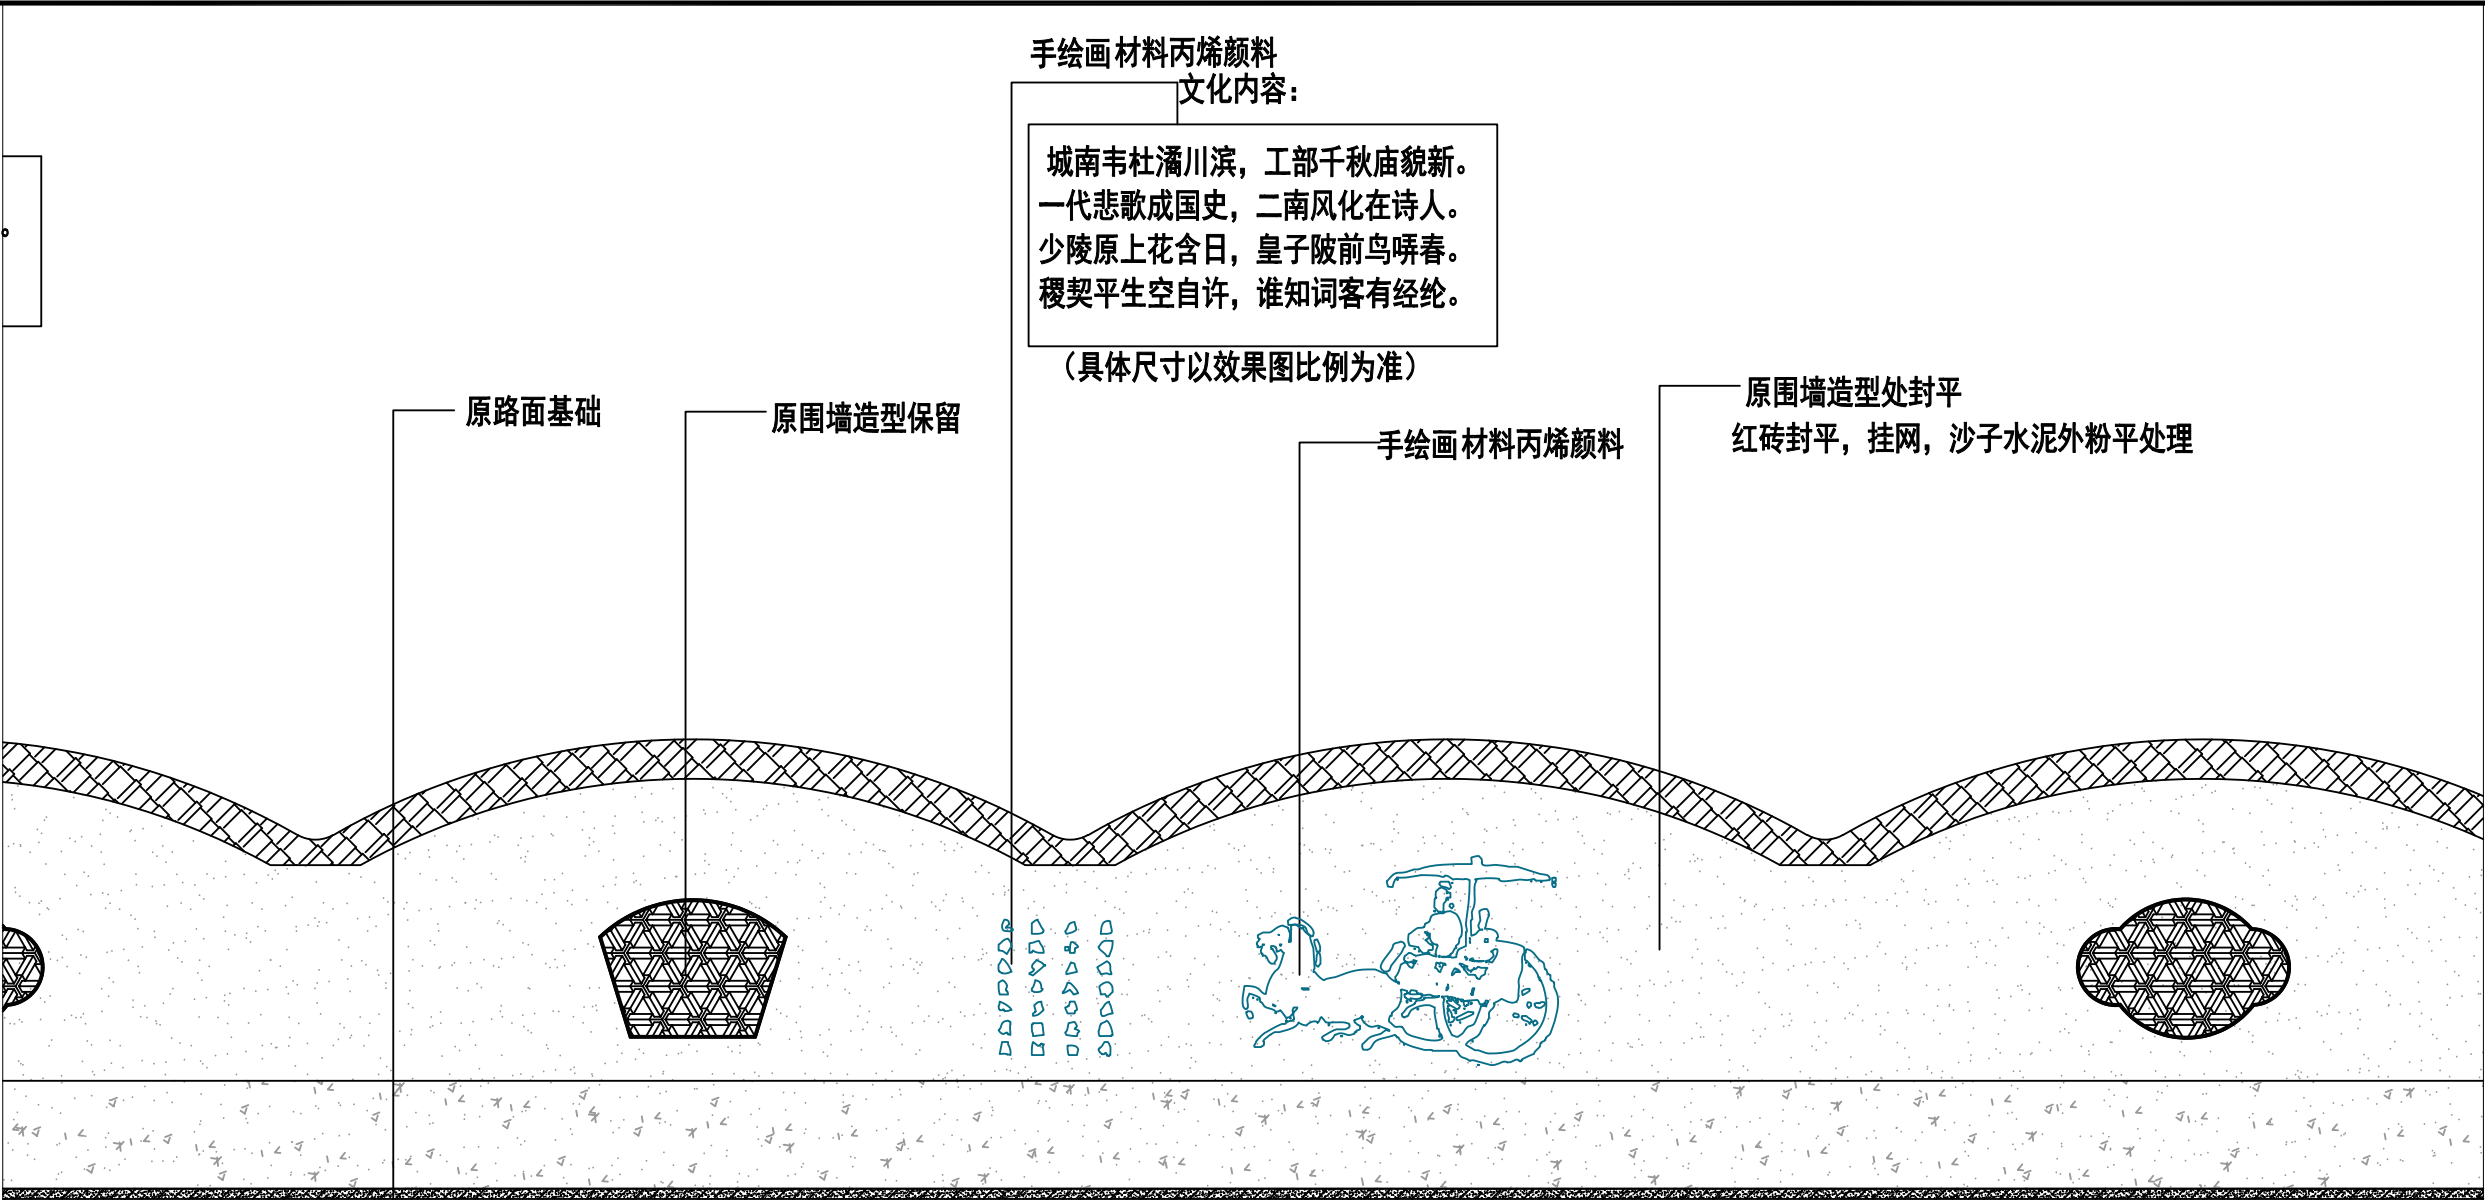 手绘画材料丙烯颜料
文化内容：
城南韦杜潏川滨，工部千秋庙貌新。
一代悲歌成国史，二南风化在诗人。
少陵原上花含日，皇子陂前鸟哢春。
稷契平生空自许，谁知词客有经纶。
（具体尺寸以效果图比例为准）
原路面基础
原围墙造型保留
手绘画材料丙烯颜料
原围墙造型处封平
红砖封平，挂网，沙子水泥外粉平处理